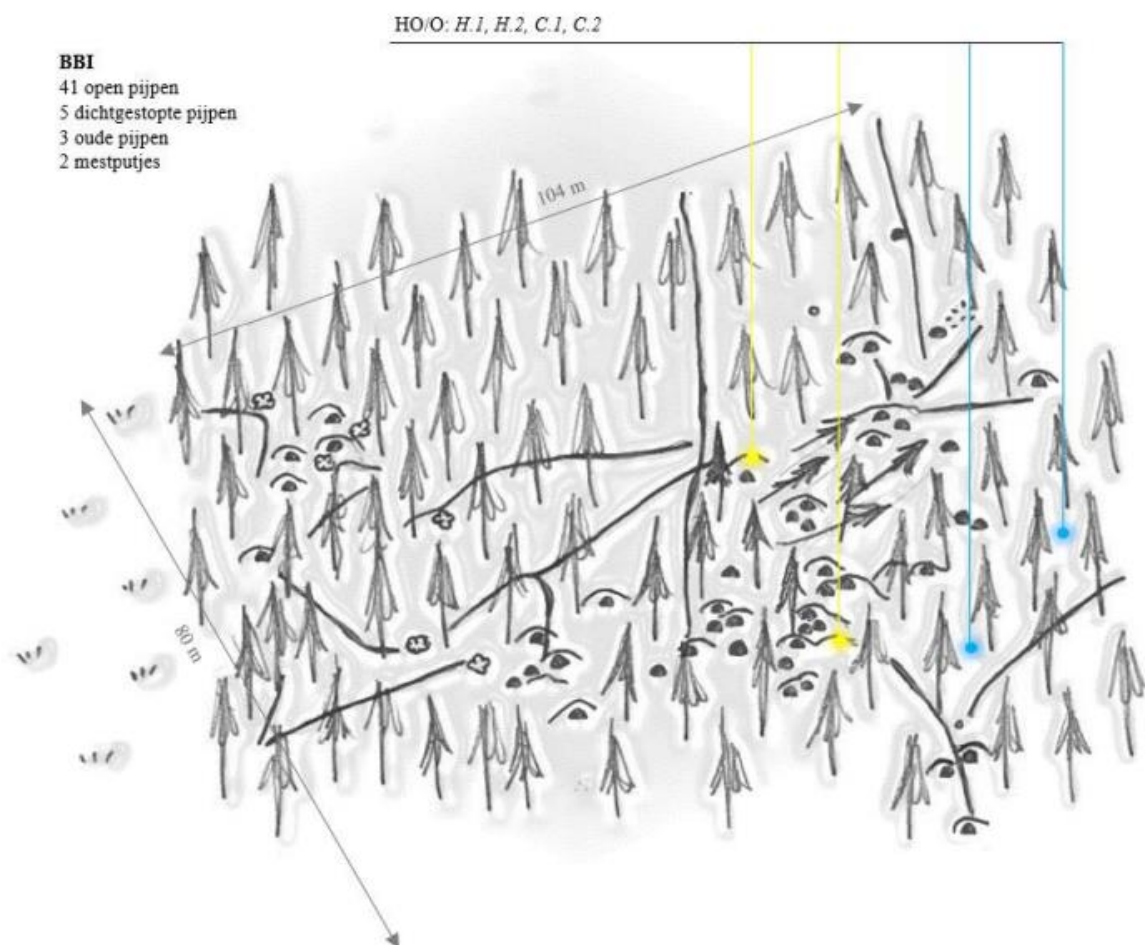 HO/O: H.1, H.2, C.1, C.2
BBI
41 open pijpen
5 dichtgestopte pijpen
3 oude pijpen
2 mestputjes
104 m
80 m